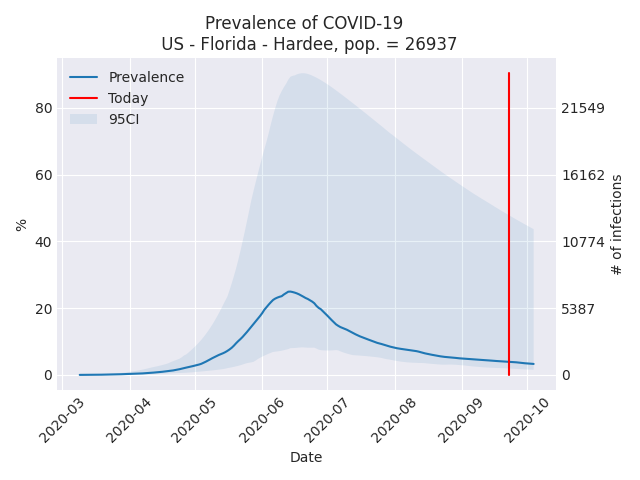 Prevalence of COVID-19
US - Florida - Hardee, pop. = 26937
Prevalence
Today
95CI
80
60
40
20
0
%
21549
16162
10774
5387
0
# of infections
2020-03
2020-04
2020-05
2020-06
2020-07
2020-08
2020-09
2020-10
Date